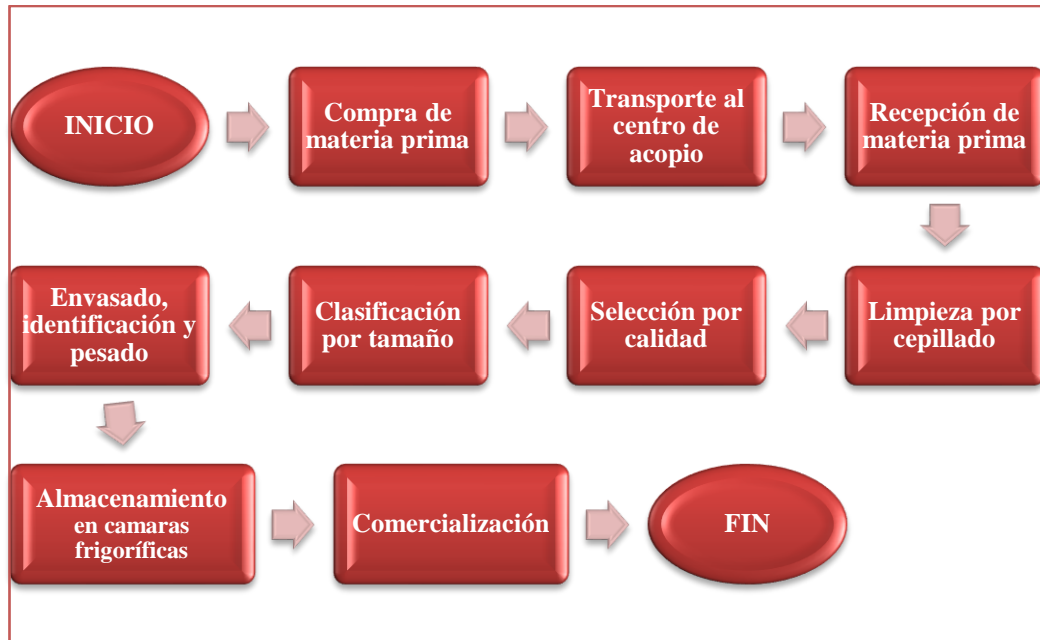 INICIO
Compra de
materia prima
Transporte al
centro de
acopio
Recepción de
materia prima
Limpieza por
cepillado
Selección por
calidad
Clasificación
por tamaño
Envasado,
identificación y
pesado
Almacenamiento
en camaras
frigoríficas
Comercialización
FIN